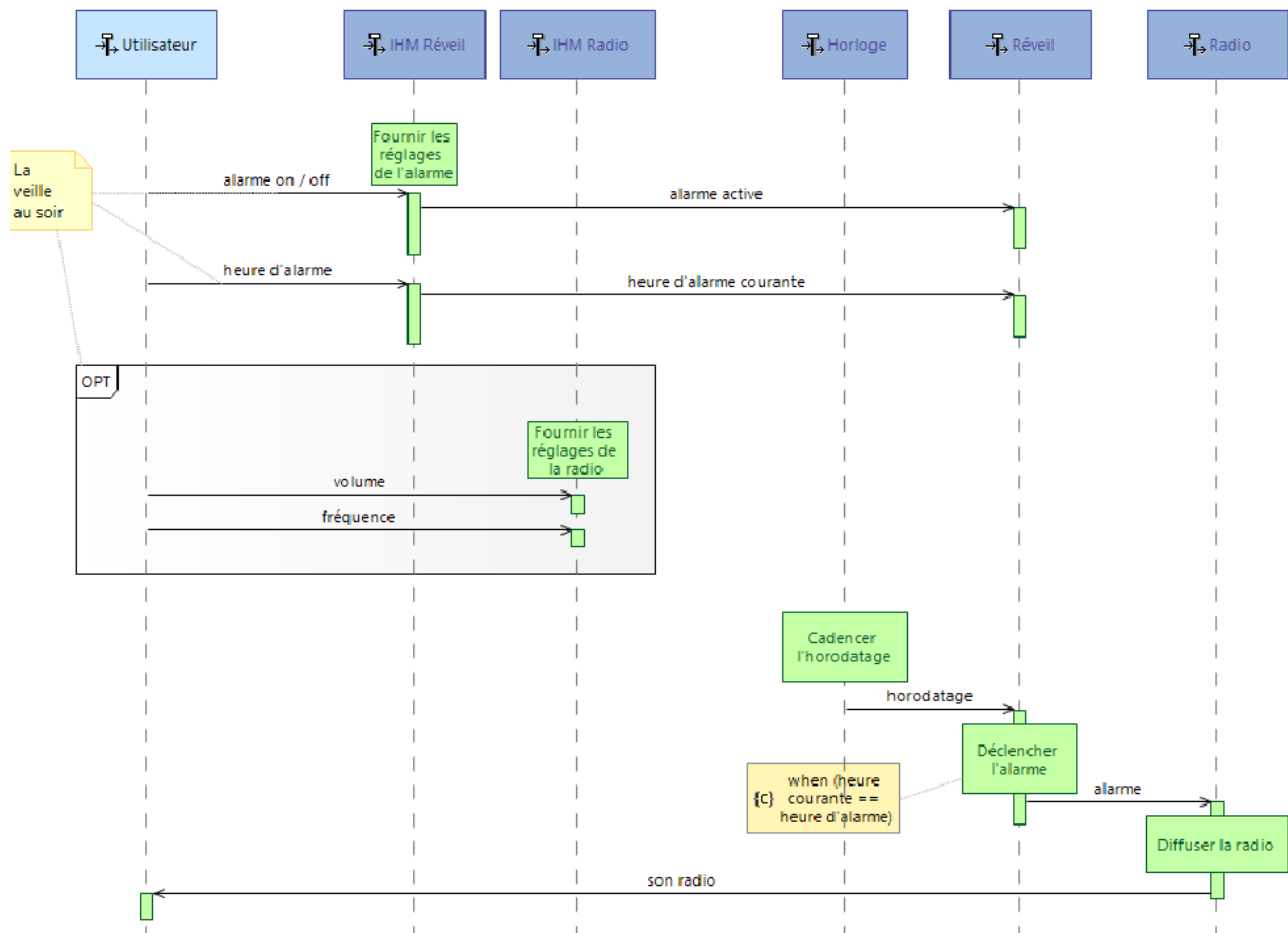 Utilisateur
IHM Réveil
IHM Radio
Horloge
Réveil
Radio
Fournir les
réglages
de l'alarme
La
veille
au soir
alarme on / off
alarme active
heure d'alarme
heure d'alarme courante
OPT
Fournir les
réglages de
la radio
volume
fréquence
Cadencer
l'horodatage
horodatage
Déclencher
l'alarme
{c}
when (heure
courante ==
heure d'alarme)
alarme
Diffuser la radio
son radio